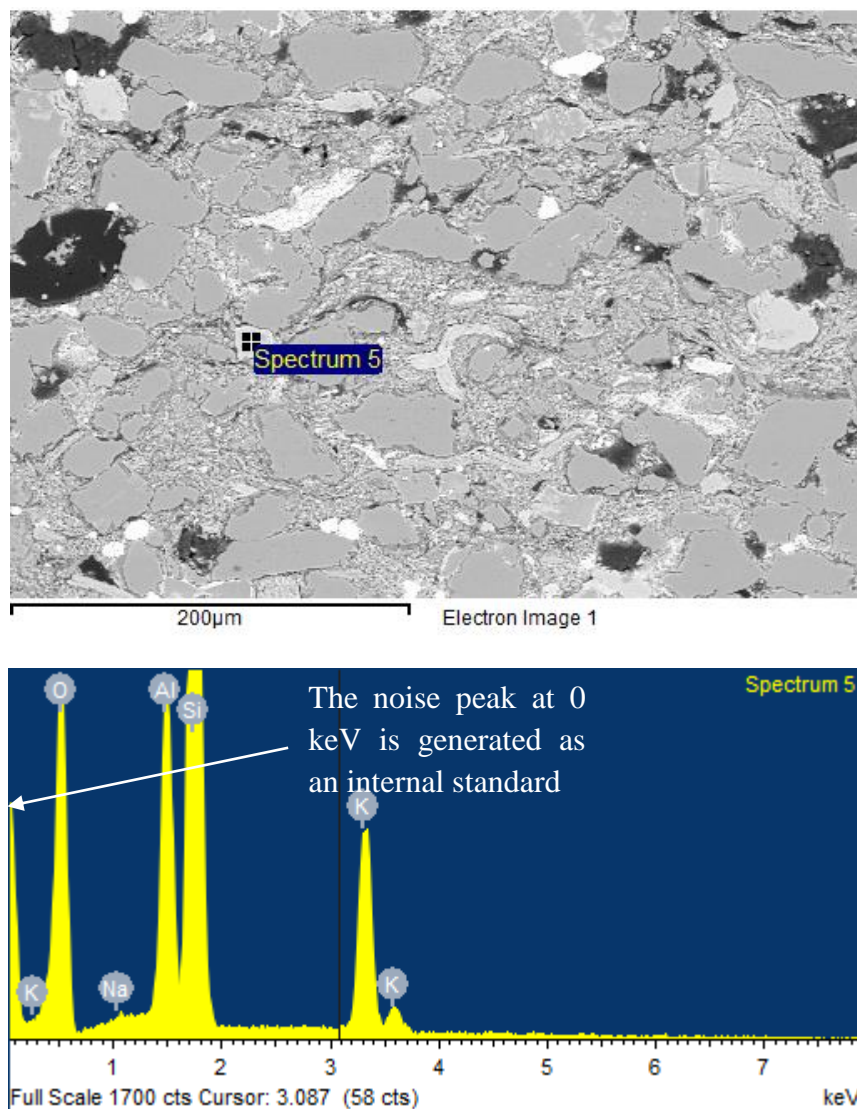 Spectrum 5
200µm Electron Image 1
Spectrum 5
O Al Si
The noise peak at 0
keV is generated as
an internal standard
K
K Na K
1 2 3 4 5 6 7
Full Scale 1700 cts Cursor: 3.087 (58 cts) keV